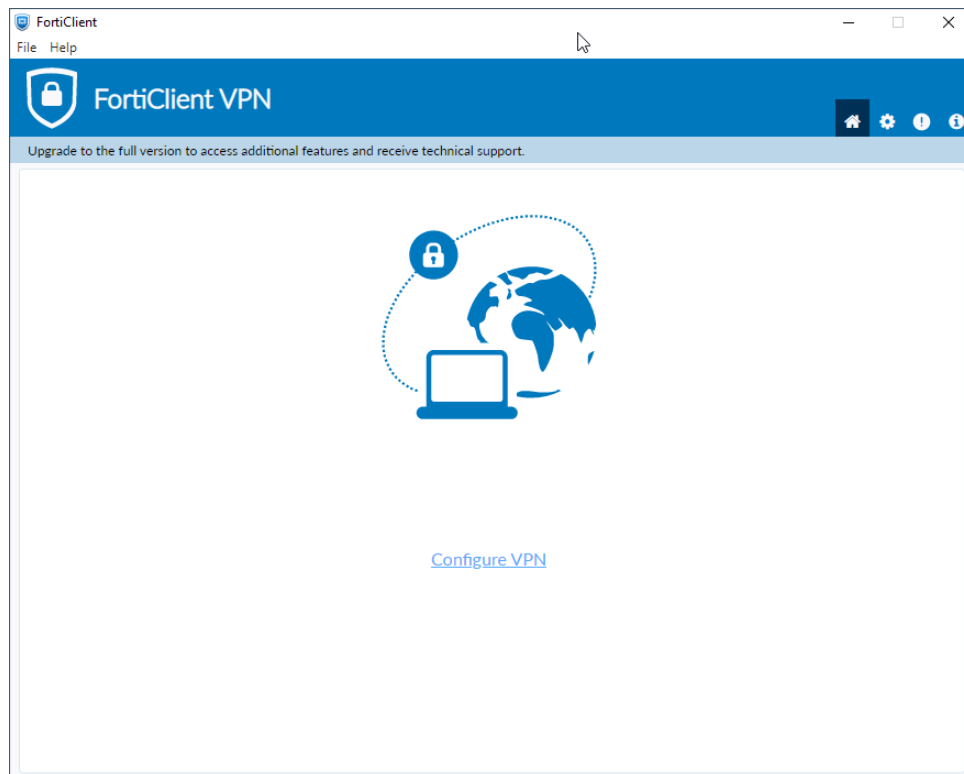 FortiClient
File Help
FortiClient VPN
Upgrade to the full version to access additional features and receive technical support.
Configure VPN